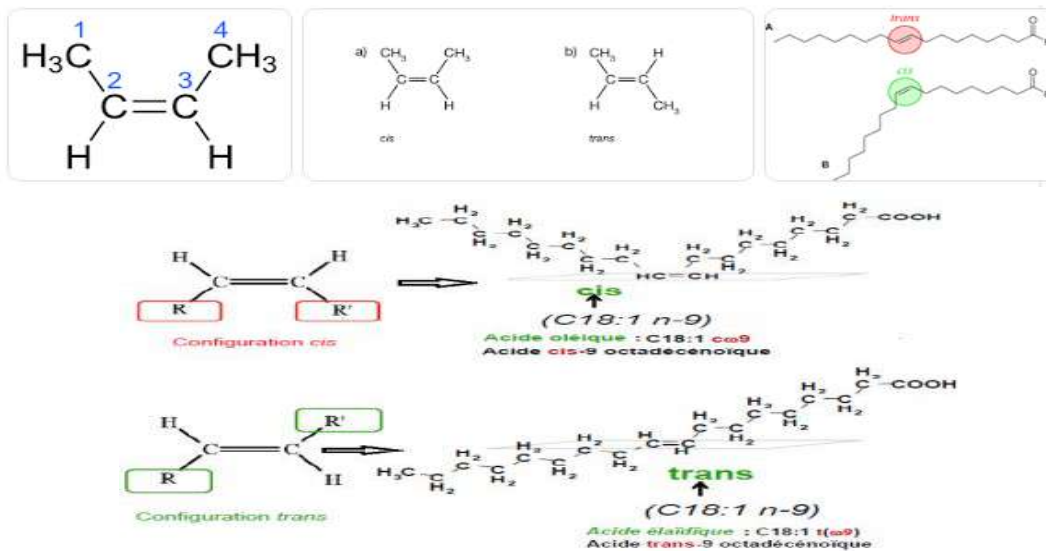 1 4
H₃C CH₃
2 3
C C
H H
a) CH₃ CH₃
C C
H H
cis
b) CH₃ H
C C
H CH₃
trans
A trans O
cis O
B
H H
C C
R R'
Configuration cis
H₃C C H₂ C H₂ C H₂ C H₂ C H₂ C H₂ C H₂ HC CH C H₂ C H₂ C H₂ C H₂ C H₂ C H₂ C H₂ COOH
cis
(C18:1 n-9)
Acide oléique : C18:1 cω9
Acide cis-9 octadécénoïque
H R'
C C
R H
Configuration trans
H₃C C H₂ C H₂ C H₂ C H₂ C H₂ C H₂ C H₂ C H C H C H₂ C H₂ C H₂ C H₂ C H₂ C H₂ C H₂ COOH
trans
(C18:1 n-9)
Acide élaïdique : C18:1 t(ω9)
Acide trans-9 octadécénoïque